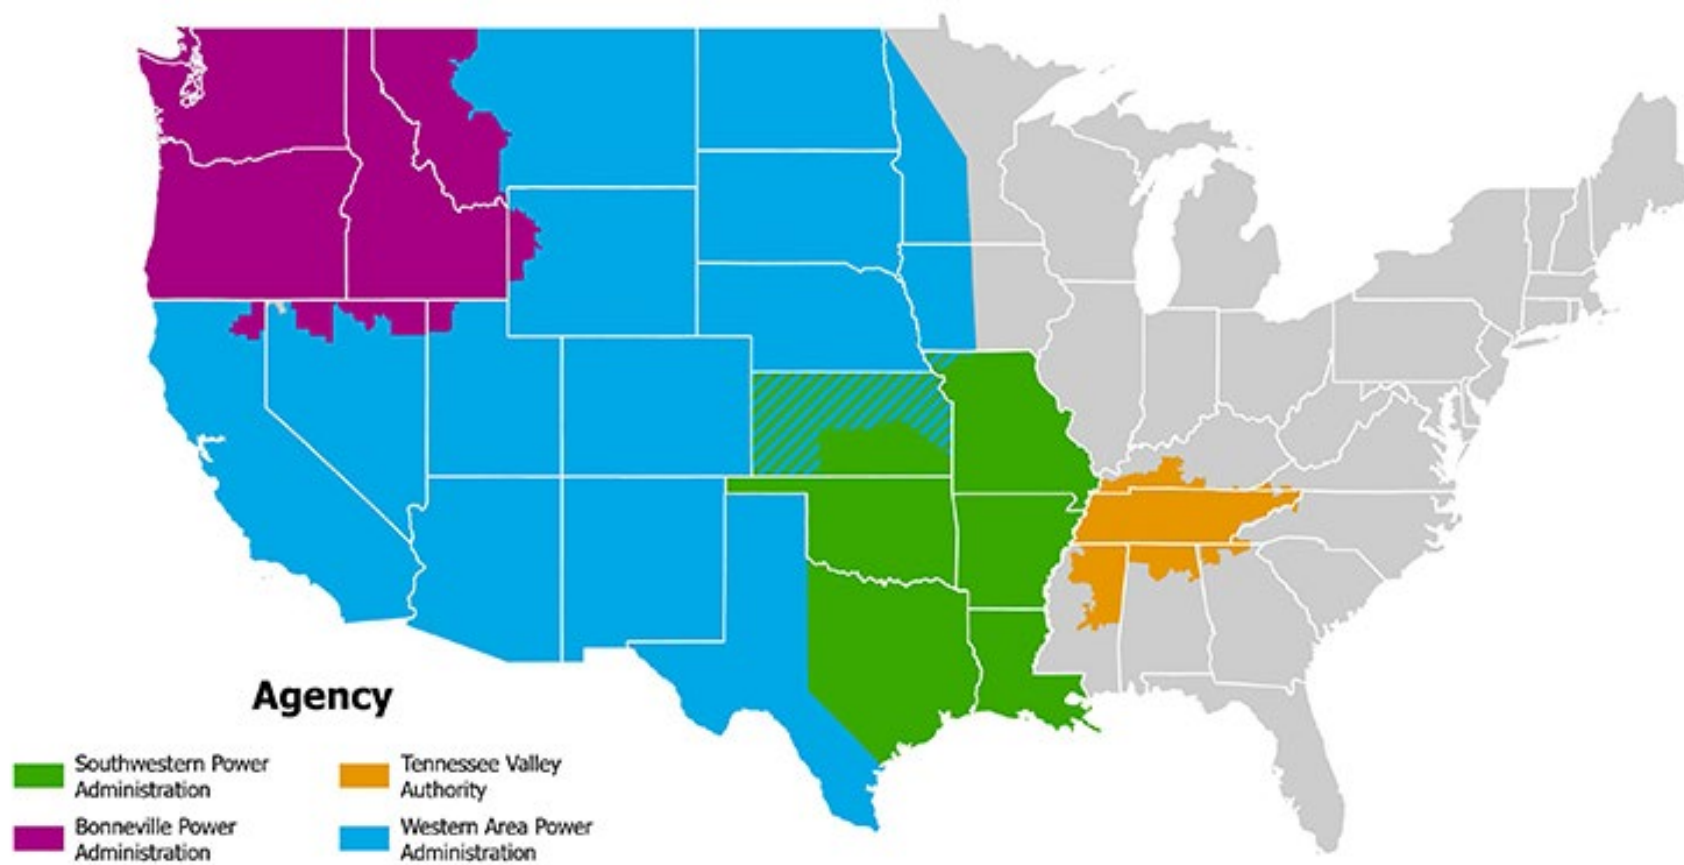 Agency
Southwestern Power
Administration
Bonneville Power
Administration
Tennessee Valley
Authority
Western Area Power
Administration